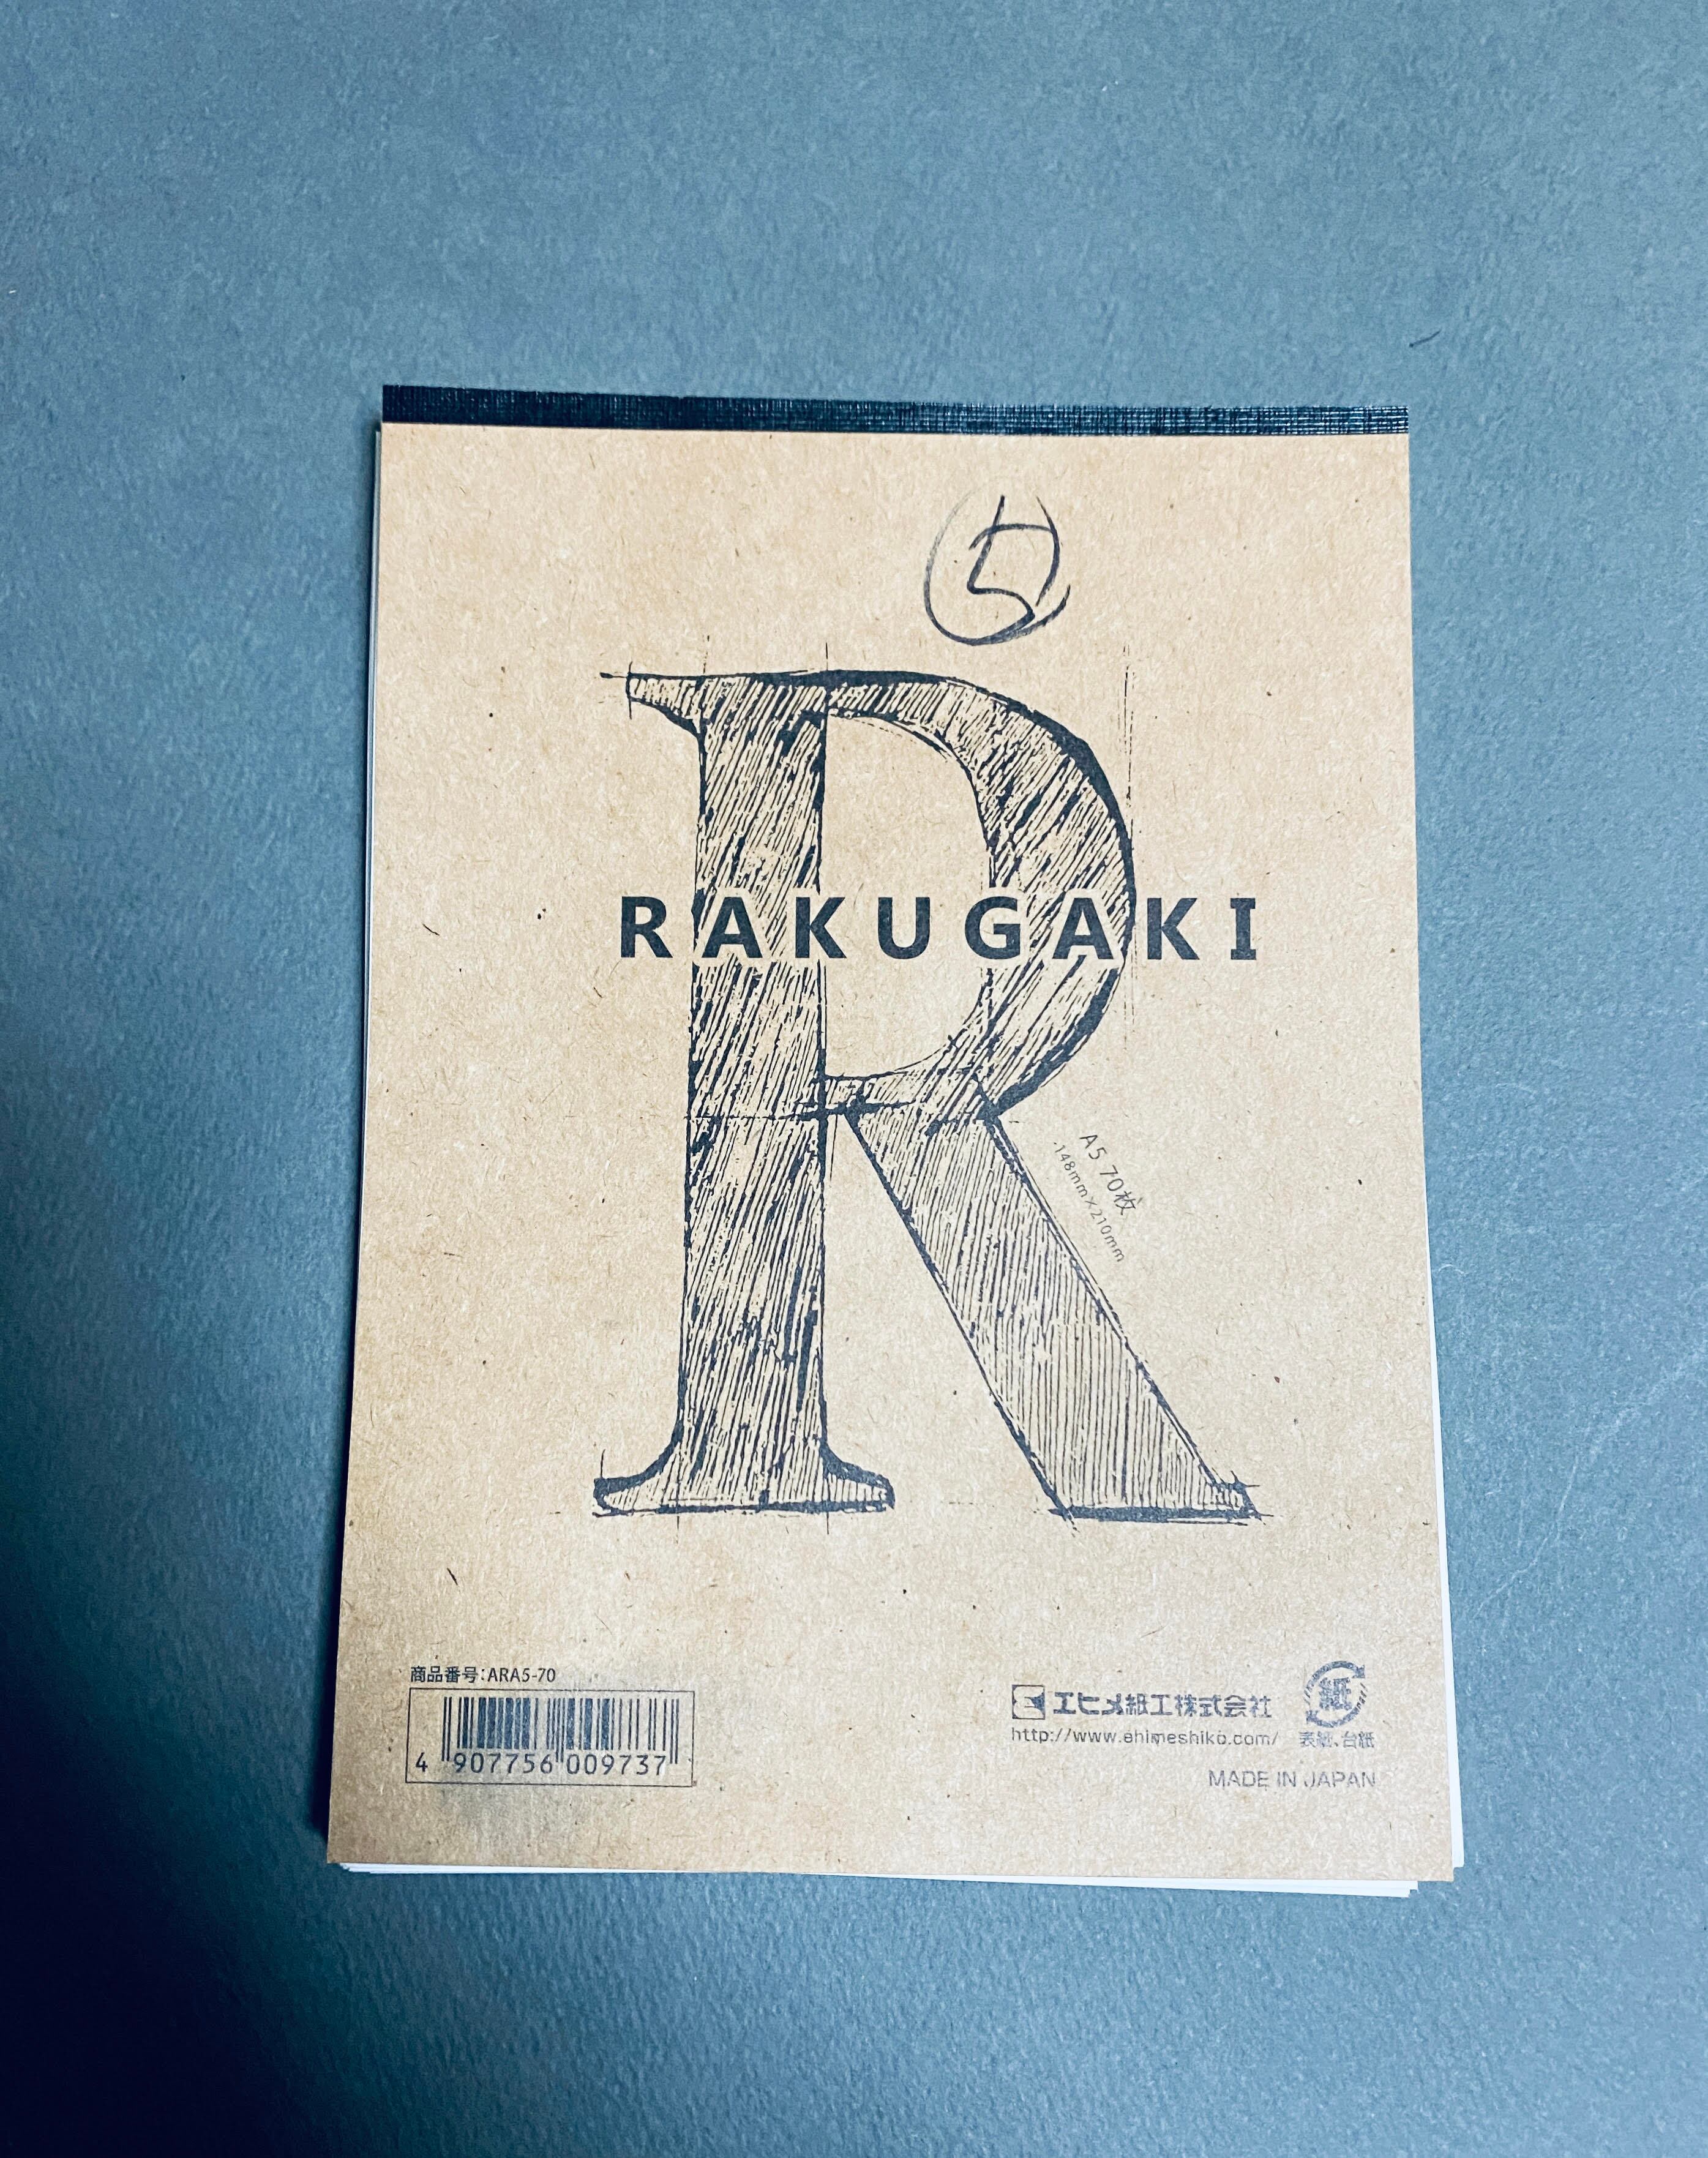 5
R
RAKUGAKI
A5 70枚
148mm×210mm
商品番号:ARA5-70
4 907756 009737
エヒメ紙工株式会社
http://www.ehimeshiko.com/
紙
表紙、台紙
MADE IN JAPAN